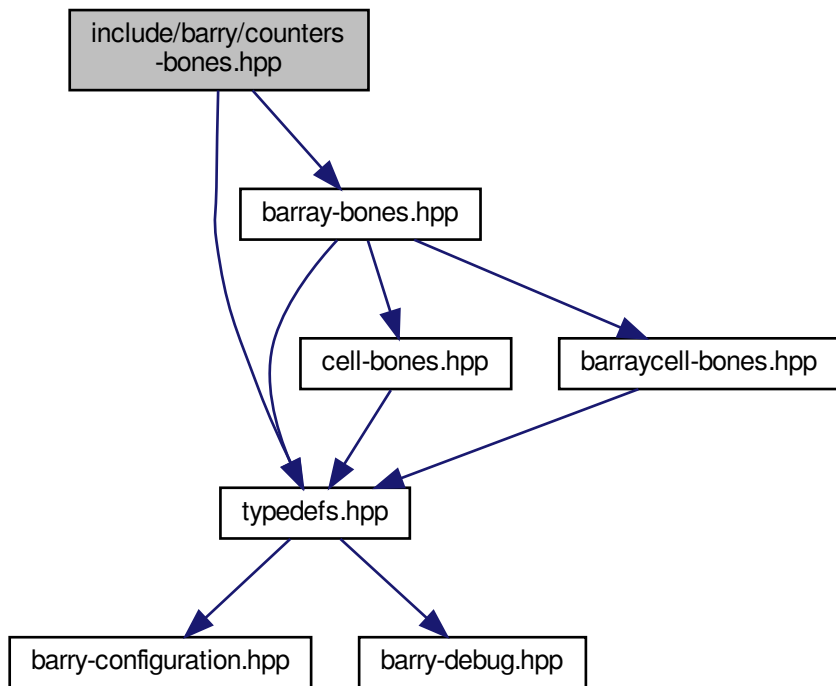 include/barry/counters
-bones.hpp
barray-bones.hpp
cell-bones.hpp
barraycell-bones.hpp
typedefs.hpp
barry-configuration.hpp
barry-debug.hpp